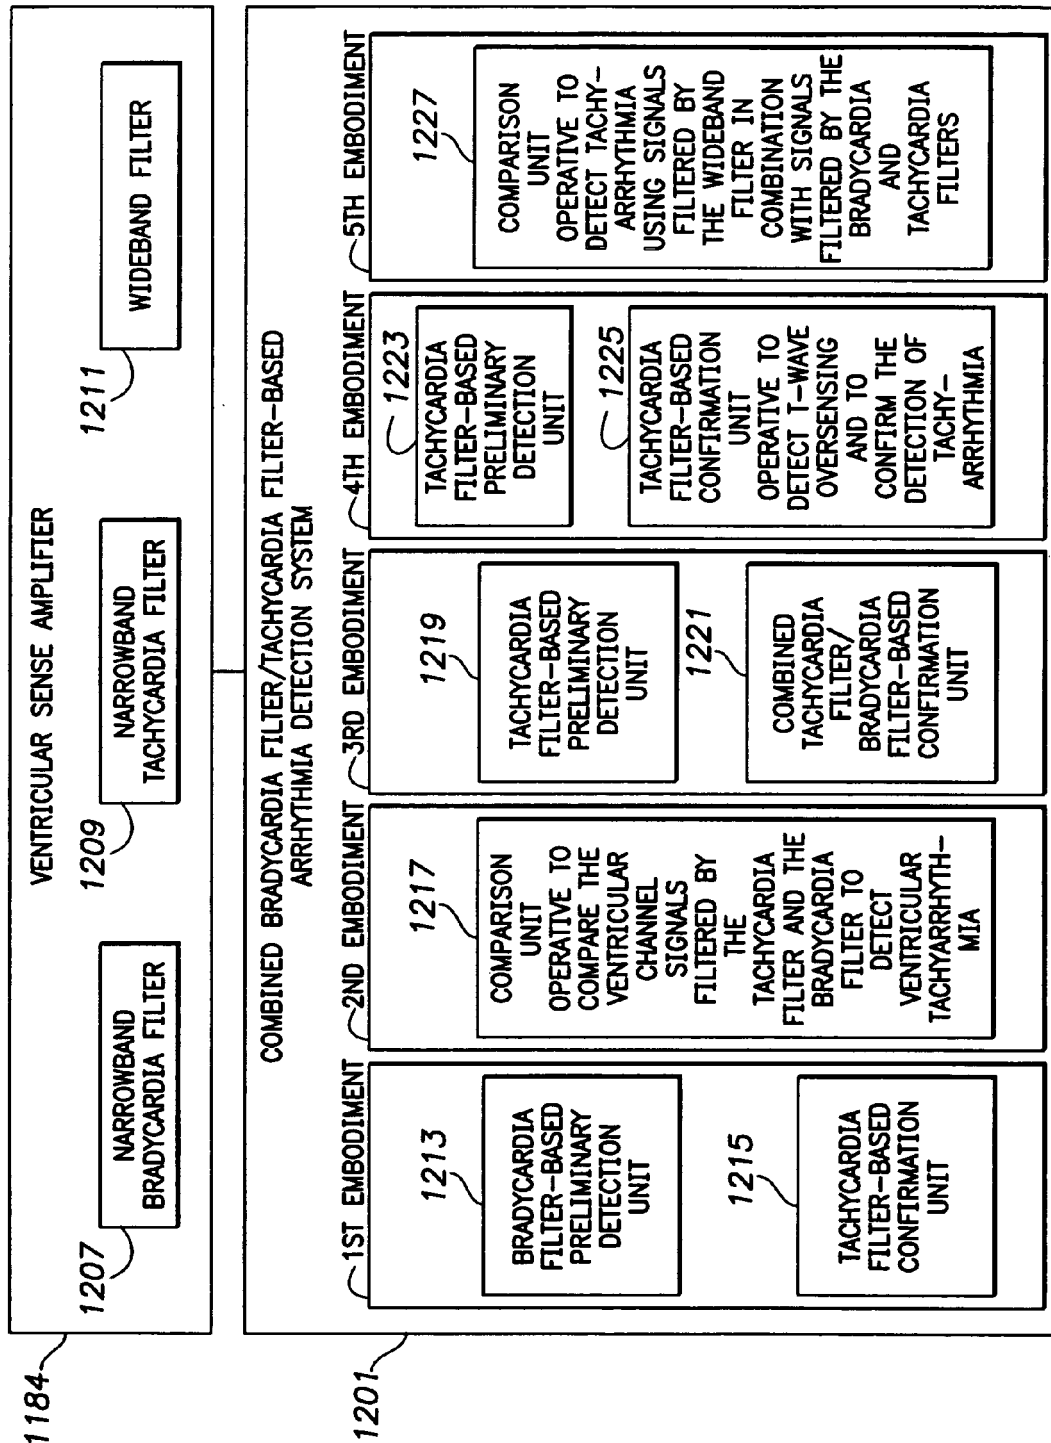 1184
VENTRICULAR SENSE AMPLIFIER
1207
NARROWBAND
BRADYCARDIA FILTER
1209
NARROWBAND
TACHYCARDIA FILTER
1211
WIDEBAND FILTER
1201
COMBINED BRADYCARDIA FILTER/TACHYCARDIA FILTER-BASED
ARRHYTHMIA DETECTION SYSTEM
1ST EMBODIMENT
1213
BRADYCARDIA
FILTER-BASED
PRELIMINARY
DETECTION
UNIT
1215
TACHYCARDIA
FILTER-BASED
CONFIRMATION
UNIT
2ND EMBODIMENT
1217
COMPARISON
UNIT
OPERATIVE TO
COMPARE THE
VENTRICULAR
CHANNEL
SIGNALS
FILTERED BY
THE
TACHYCARDIA
FILTER AND THE
BRADYCARDIA
FILTER TO
DETECT
VENTRICULAR
TACHYARRHYTH-
MIA
3RD EMBODIMENT
1219
TACHYCARDIA
FILTER-BASED
PRELIMINARY
DETECTION
UNIT
1221
COMBINED
TACHYCARDIA
FILTER/
BRADYCARDIA
FILTER-BASED
CONFIRMATION
UNIT
4TH EMBODIMENT
1223
TACHYCARDIA
FILTER-BASED
PRELIMINARY
DETECTION
UNIT
1225
TACHYCARDIA
FILTER-BASED
CONFIRMATION
UNIT
OPERATIVE TO
DETECT T-WAVE
OVERSENSING
AND TO
CONFIRM THE
DETECTION OF
TACHY-
ARRHYTHMIA
5TH EMBODIMENT
1227
COMPARISON
UNIT
OPERATIVE TO
DETECT TACHY-
ARRHYTHMIA
USING SIGNALS
FILTERED BY
THE WIDEBAND
FILTER IN
COMBINATION
WITH SIGNALS
FILTERED BY THE
BRADYCARDIA
AND
TACHYCARDIA
FILTERS